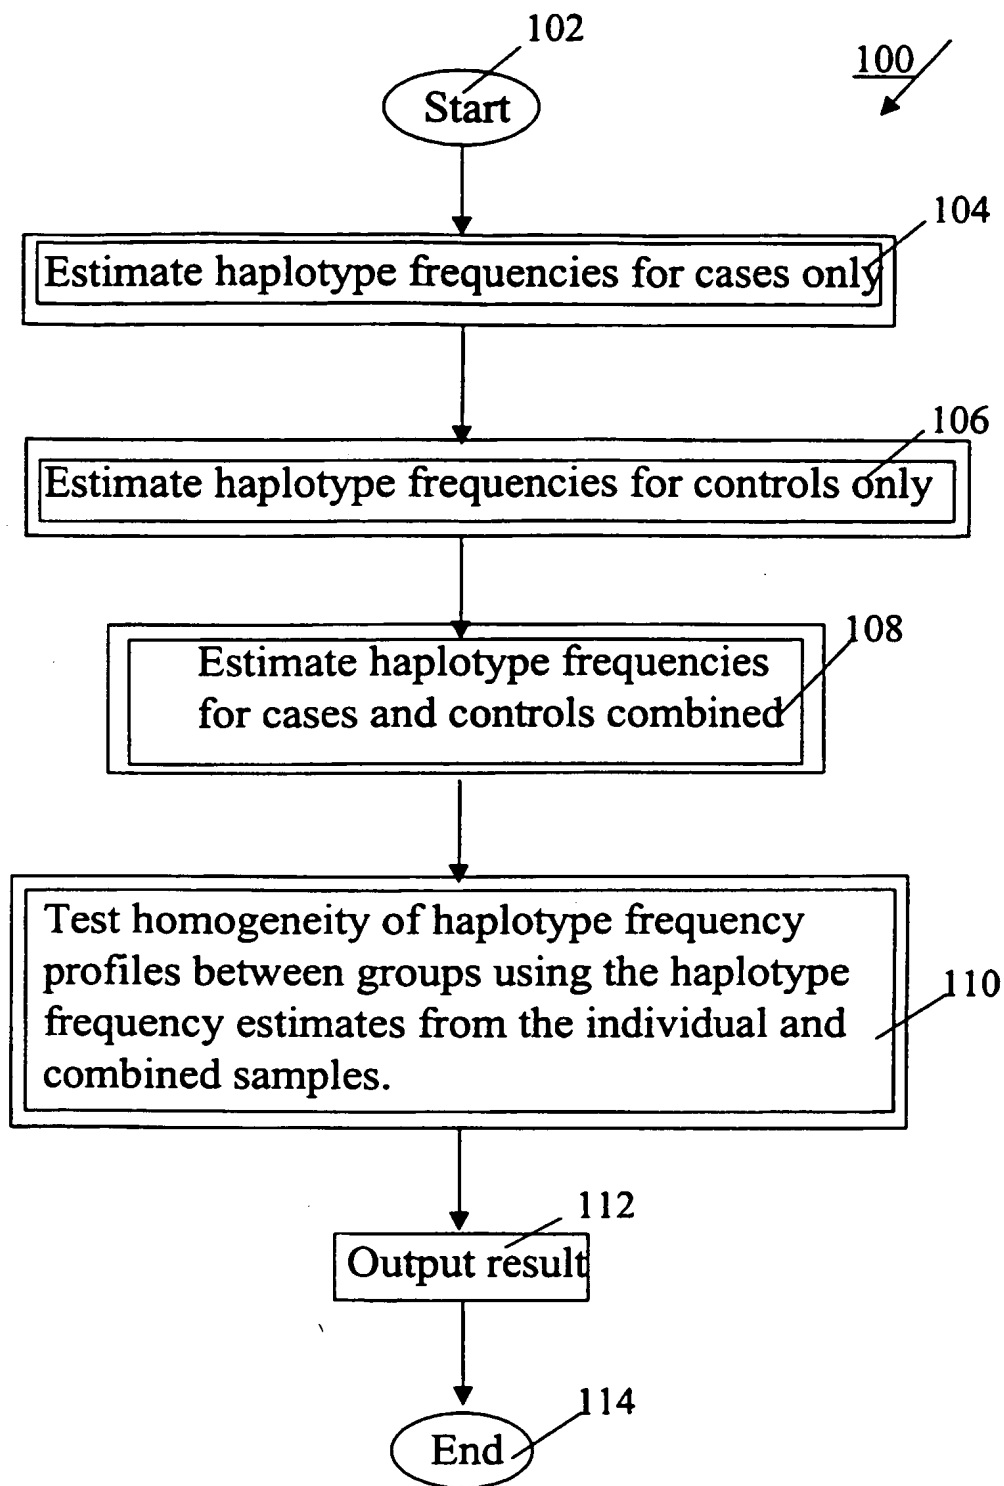 102
100
Start
104
Estimate haplotype frequencies for cases only
106
Estimate haplotype frequencies for controls only
108
Estimate haplotype frequencies
for cases and controls combined
Test homogeneity of haplotype frequency
profiles between groups using the haplotype
frequency estimates from the individual and
combined samples.
110
112
Output result
114
End